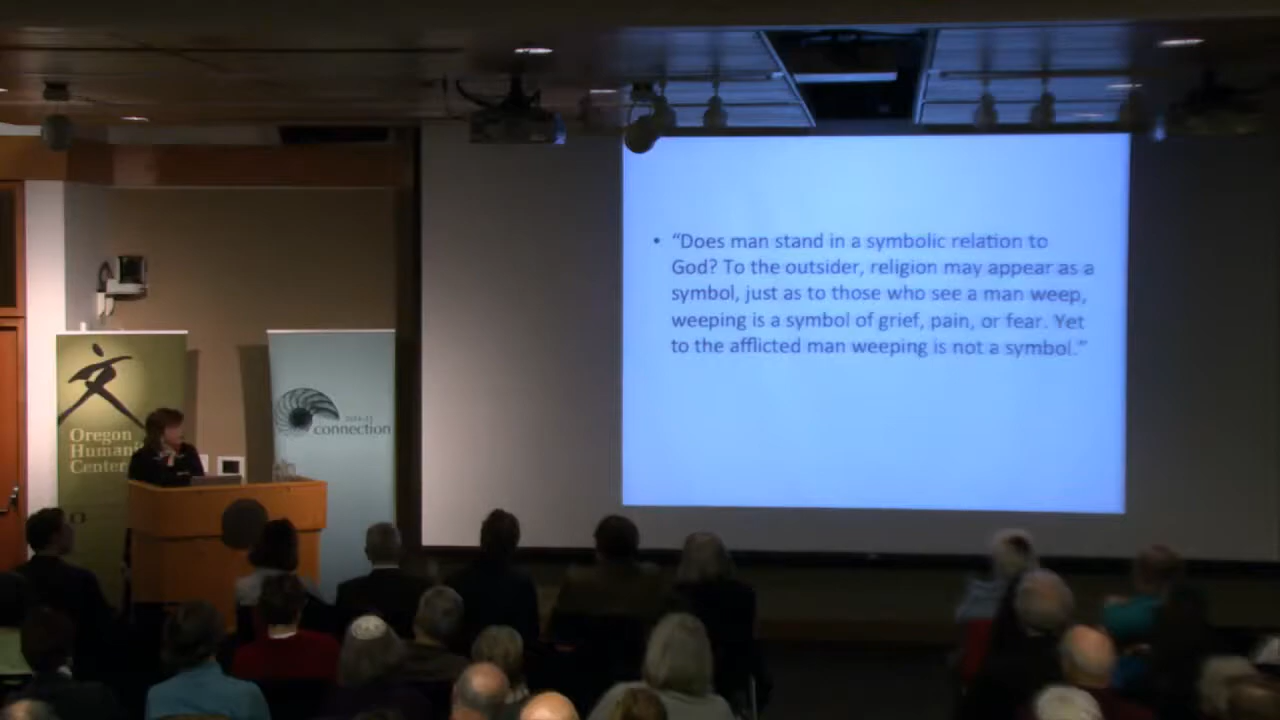 • “Does man stand in a symbolic relation to
God? To the outsider, religion may appear as a
symbol, just as to those who see a man weep,
weeping is a symbol of grief, pain, or fear. Yet
to the afflicted man weeping is not a symbol.”
Oregon
Humani
Center
connection